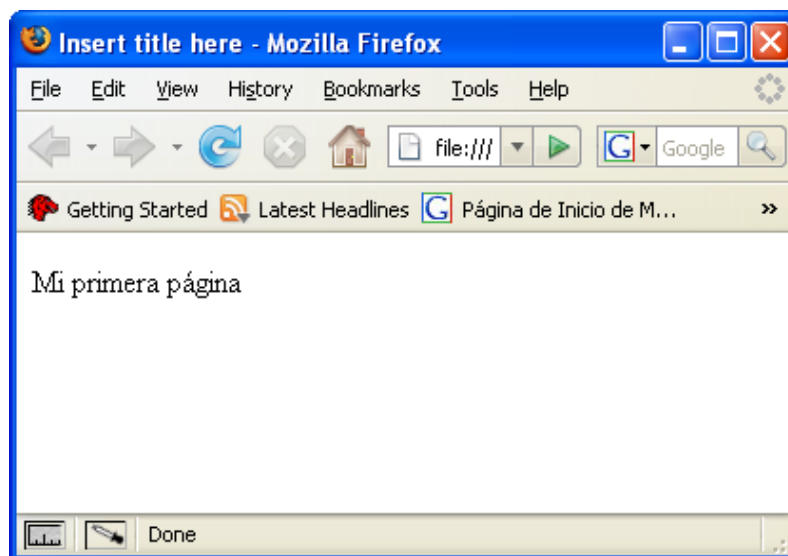 Insert title here - Mozilla Firefox
File Edit View History Bookmarks Tools Help
file:/// G Google
Getting Started Latest Headlines G Página de Inicio de M... »
Mi primera página
Done